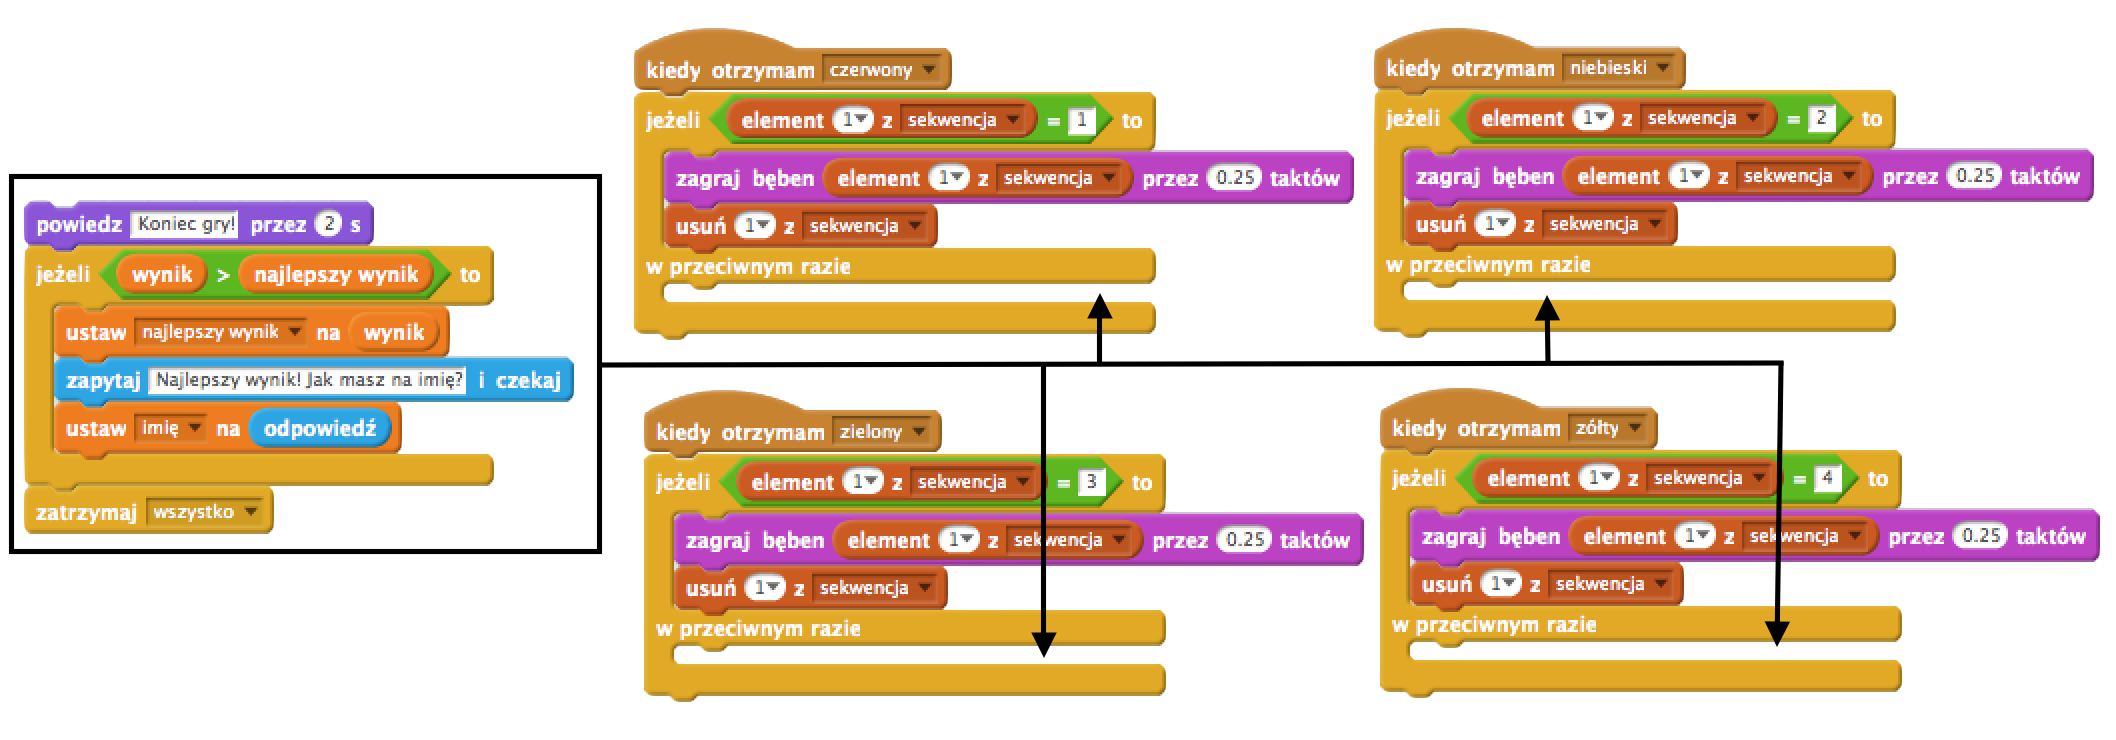 powiedz Koniec gry! przez 2 s
jeżeli wynik > najlepszy wynik to
ustaw najlepszy wynik na wynik
zapytaj Najlepszy wynik! Jak masz na imię? i czekaj
ustaw imię na odpowiedź
zatrzymaj wszystko
kiedy otrzymam czerwony
jeżeli element 1 z sekwencja = 1 to
zagraj bęben element 1 z sekwencja przez 0.25 taktów
usuń 1 z sekwencja
w przeciwnym razie
kiedy otrzymam niebieski
jeżeli element 1 z sekwencja = 2 to
zagraj bęben element 1 z sekwencja przez 0.25 taktów
usuń 1 z sekwencja
w przeciwnym razie
kiedy otrzymam zielony
jeżeli element 1 z sekwencja = 3 to
zagraj bęben element 1 z sekwencja przez 0.25 taktów
usuń 1 z sekwencja
w przeciwnym razie
kiedy otrzymam zółty
jeżeli element 1 z sekwencja = 4 to
zagraj bęben element 1 z sekwencja przez 0.25 taktów
usuń 1 z sekwencja
w przeciwnym razie